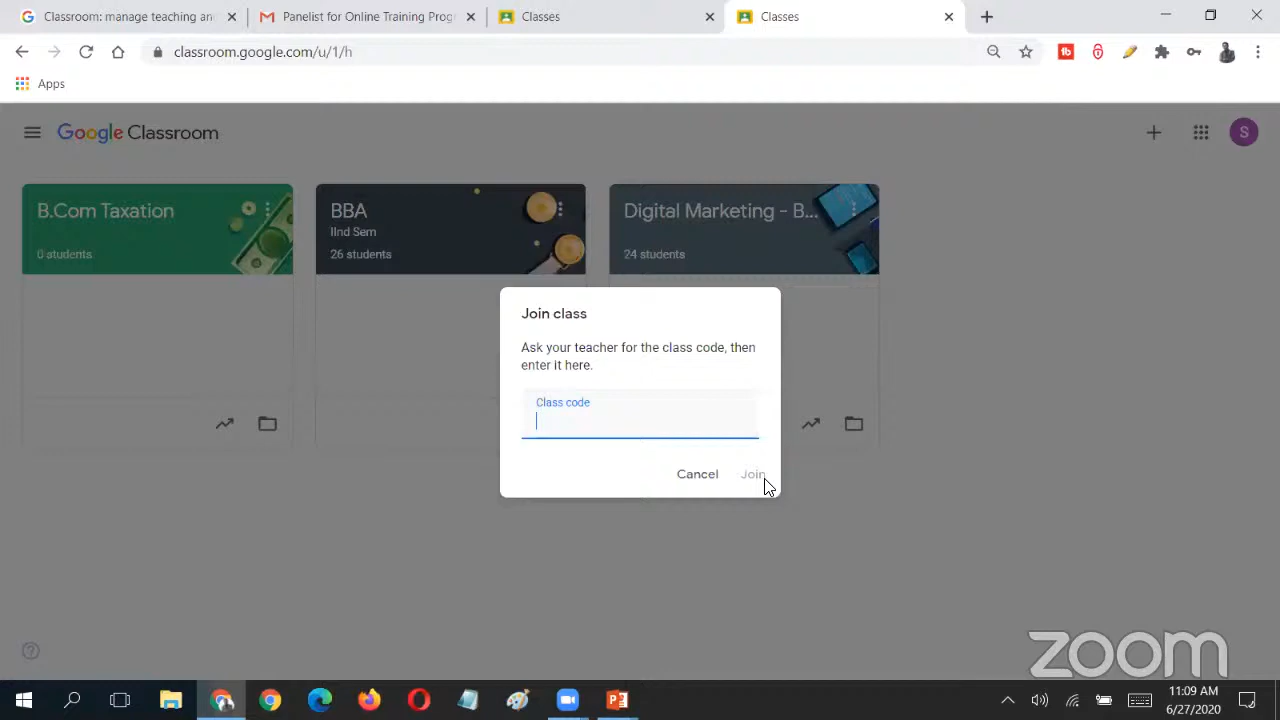 Classroom: manage teaching an
Panelist for Online Training Prog
Classes
Classes
classroom.google.com/u/1/h
Apps
Google Classroom
S
B.Com Taxation
0 students
BBA
IInd Sem
26 students
Digital Marketing - B...
24 students
Join class
Ask your teacher for the class code, then
enter it here.
Class code
Cancel
Join
zoom
11:09 AM
6/27/2020